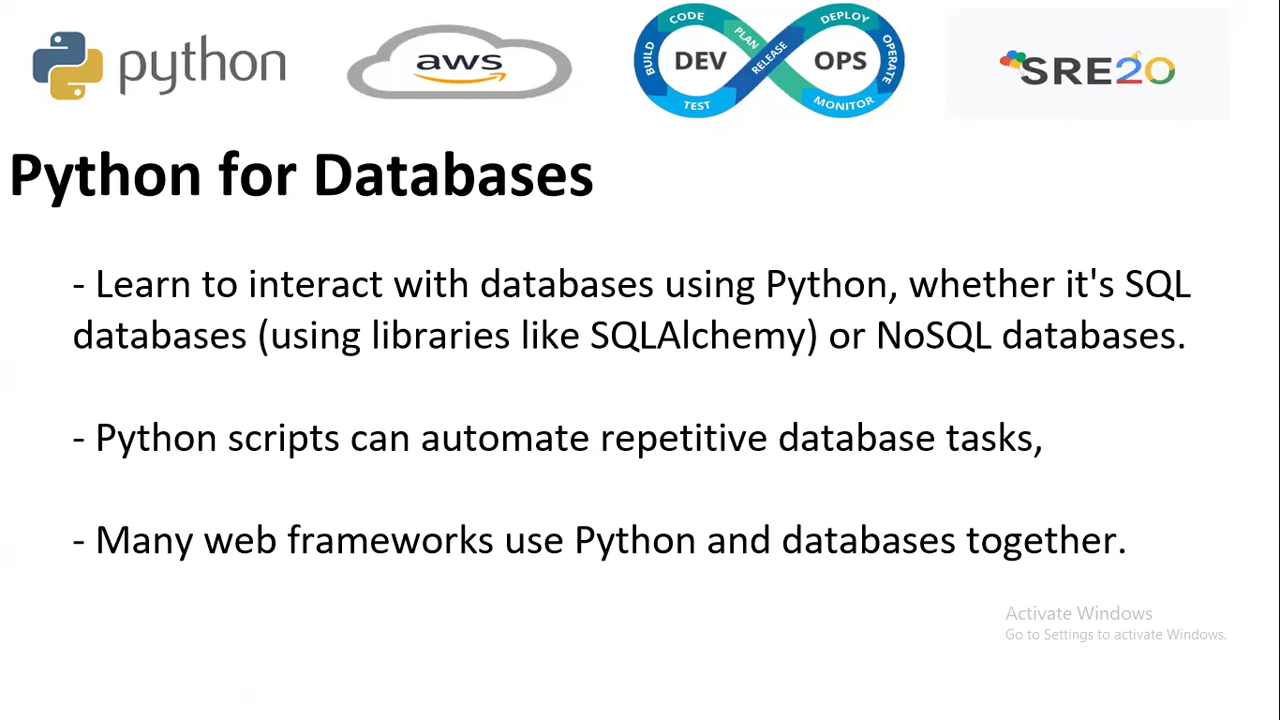 python
aws
CODE
DEPLOY
PLAN
BUILD
DEV
RELEASE
OPS
OPERATE
TEST
MONITOR
SRE20
Python for Databases
- Learn to interact with databases using Python, whether it's SQL
databases (using libraries like SQLAlchemy) or NoSQL databases.
- Python scripts can automate repetitive database tasks,
- Many web frameworks use Python and databases together.
Activate Windows
Go to Settings to activate Windows.